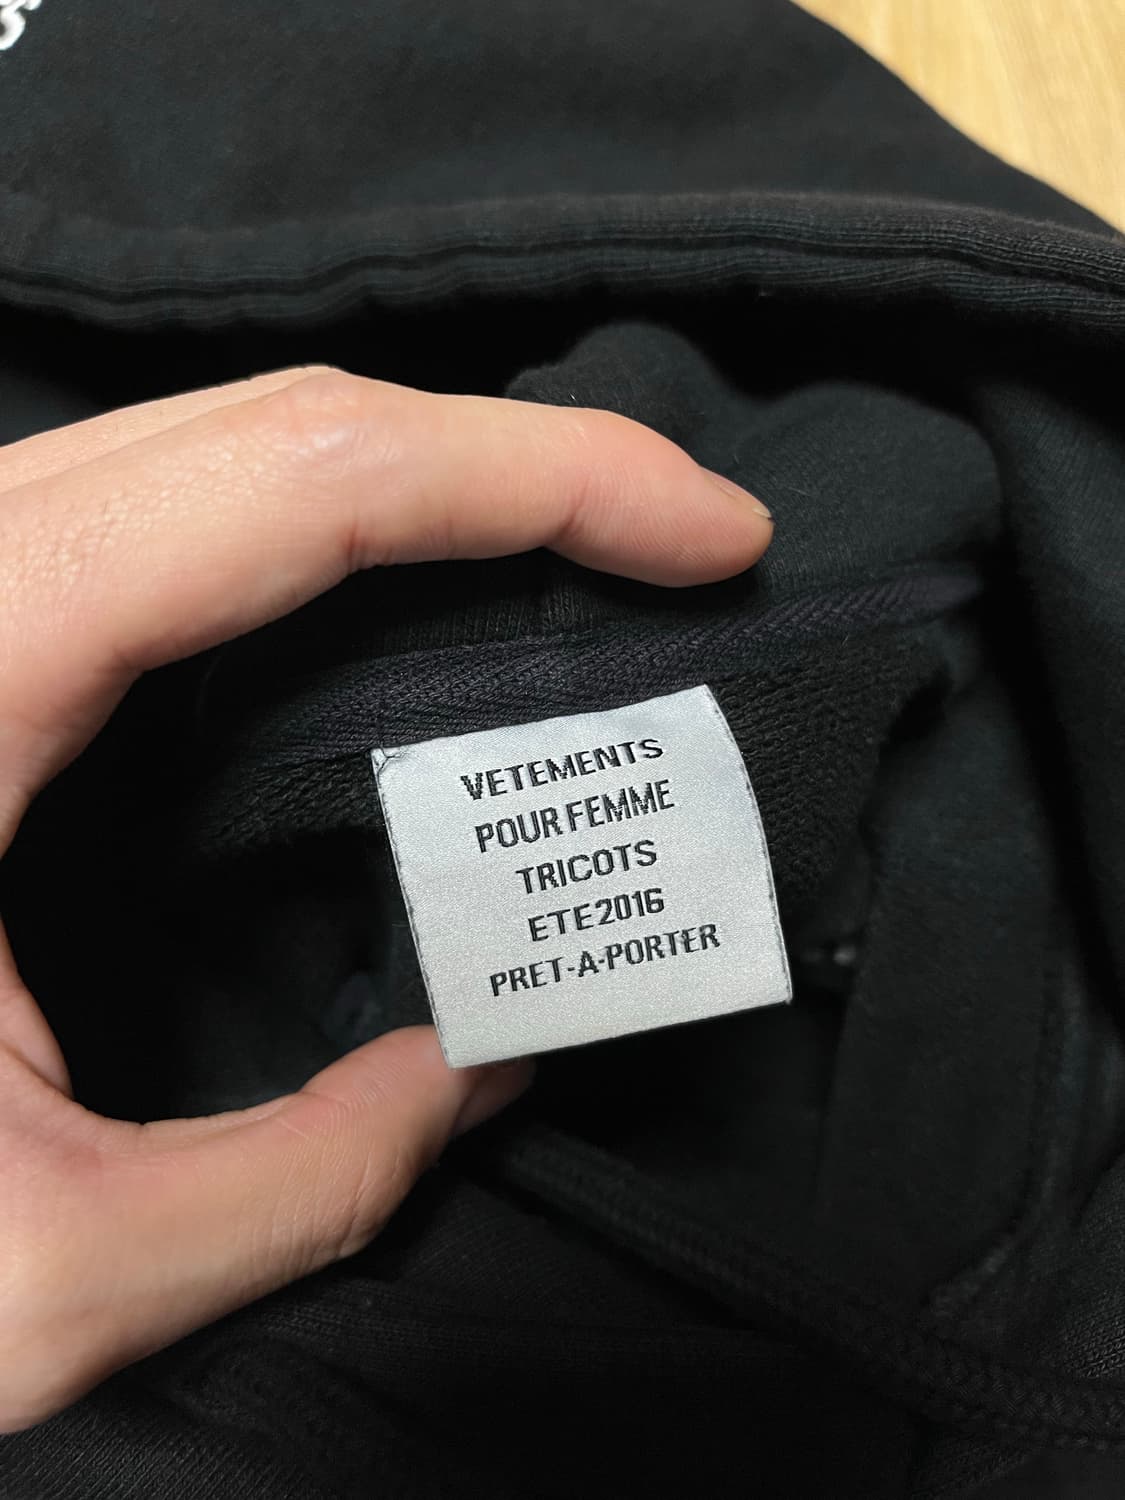 VETEMENTS
POUR FEMME
TRICOTS
ETE2016
PRET-A-PORTER